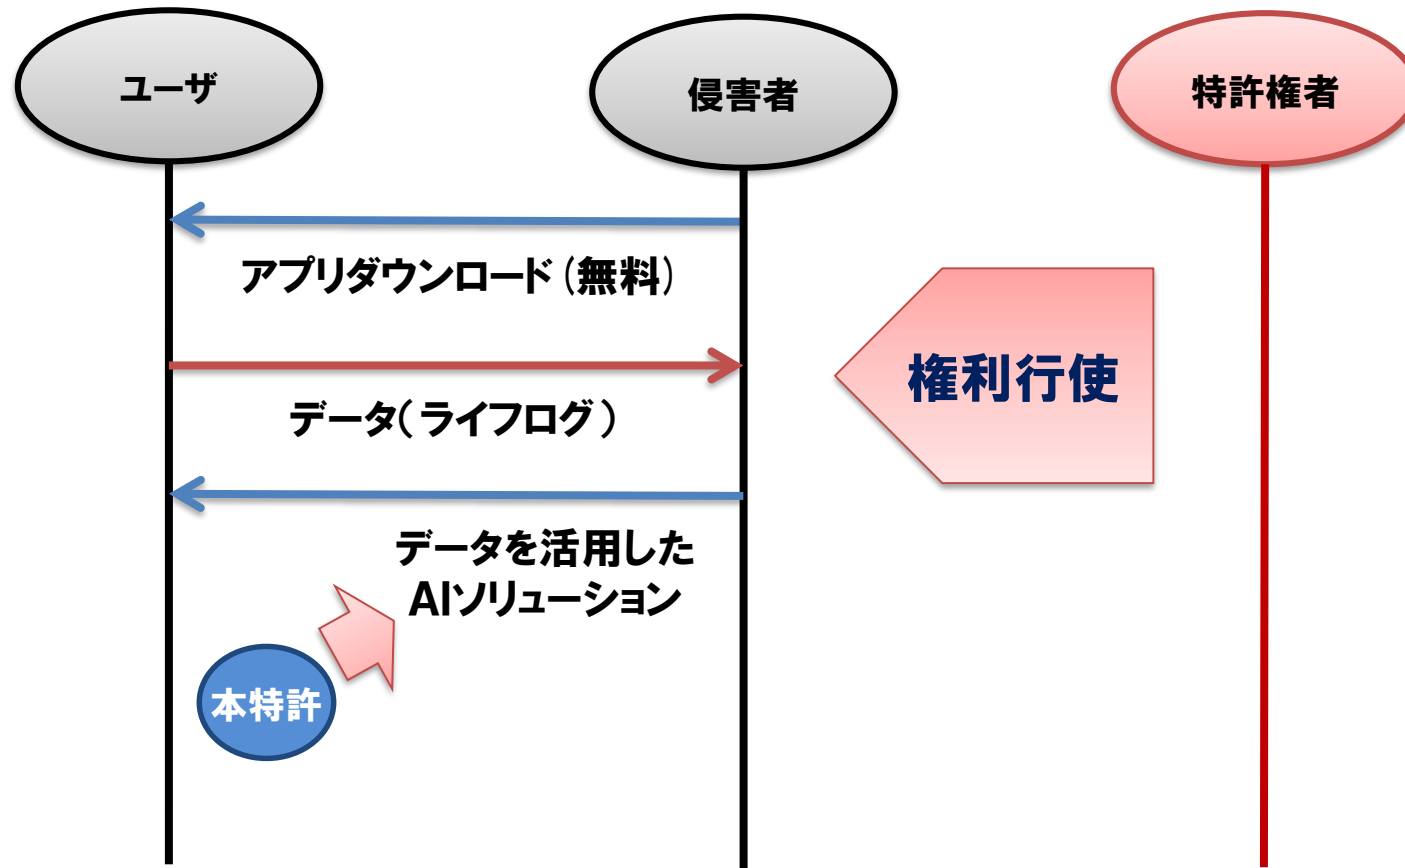 ユーザ
侵害者
特許権者
アプリダウンロード(無料)
権利行使
データ(ライフログ)
データを活用した
AIソリューション
本特許